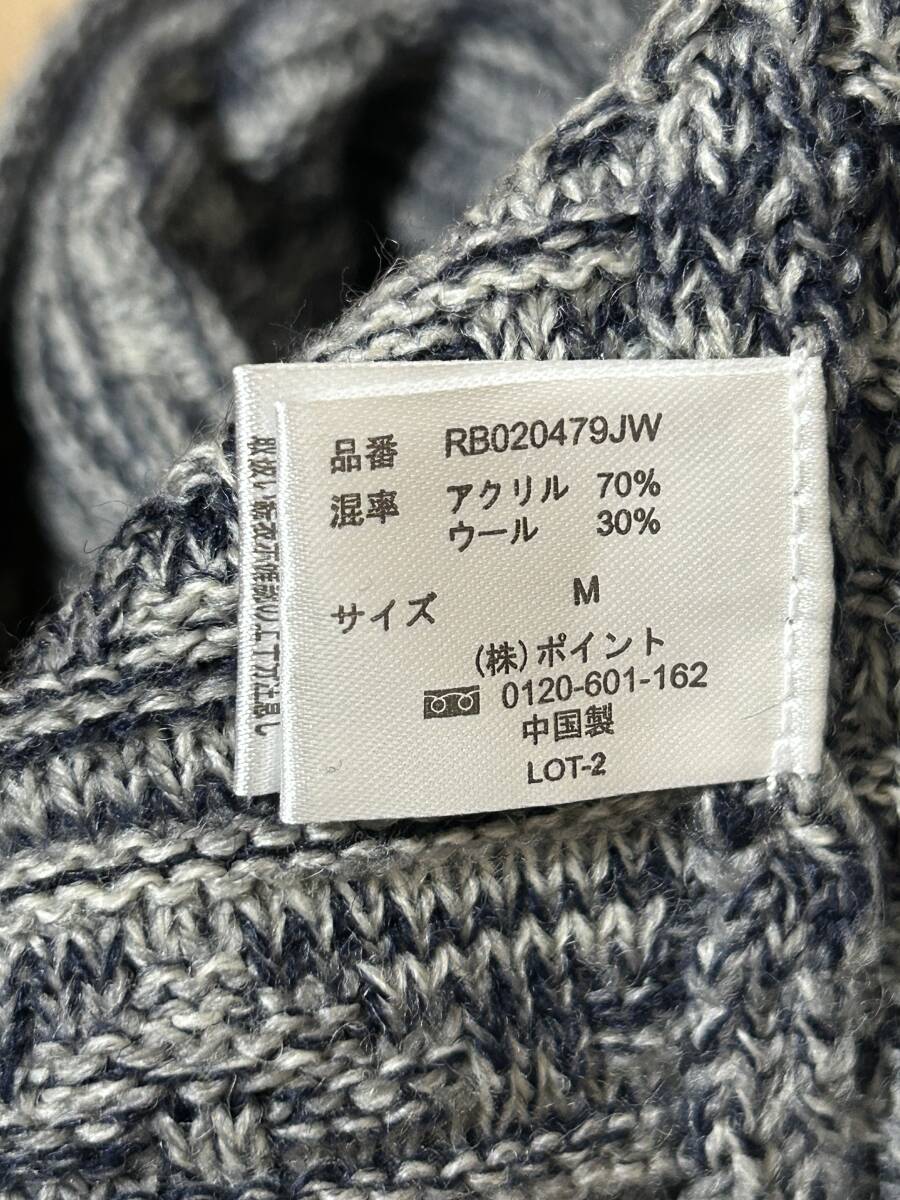 品番 RB020479JW
混率 アクリル 70%
ウール 30%
サイズ M
(株)ポイント
0120-601-162
中国製
LOT-2